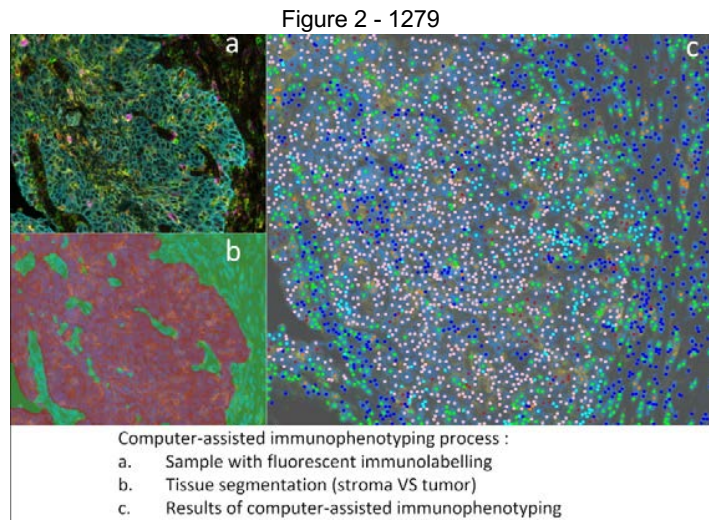 Figure 2 - 1279
a
c
b
Computer-assisted immunophenotyping process :
a. Sample with fluorescent immunolabelling
b. Tissue segmentation (stroma VS tumor)
c. Results of computer-assisted immunophenotyping